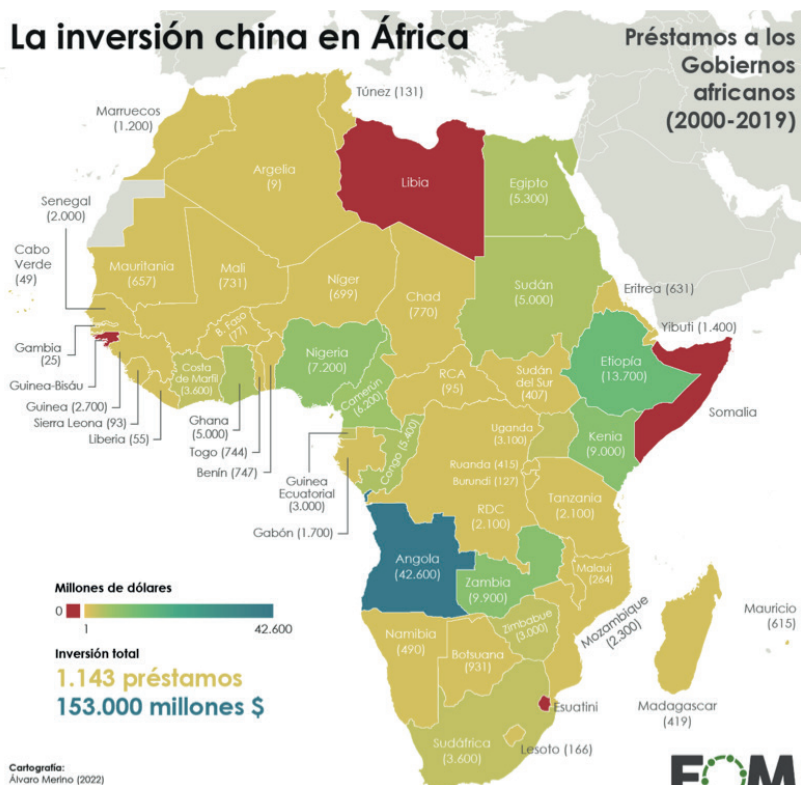 La inversión china en África
Préstamos a los
Gobiernos
africanos
(2000-2019)
Túnez (131)
Marruecos
(1.200)
Argelia
(9)
Libia
Egipto
(5.300)
Senegal
(2.000)
Cabo
Verde
(49)
Mauritania
(657)
Mali
(731)
Níger
(699)
Chad
(770)
Sudán
(5.000)
Eritrea (631)
Yibuti (1.400)
Gambia
(25)
B. Faso
(77)
Nigeria
(7.200)
Etiopía
(13.700)
Guinea-Bisáu
Costa
de Marfil
(3.600)
Camerún
(6.200)
RCA
(95)
Sudán
del Sur
(407)
Somalia
Guinea (2.700)
Sierra Leona (93)
Liberia (55)
Ghana
(5.000)
Togo (744)
Benín (747)
Guinea
Ecuatorial
(3.000)
Gabón (1.700)
Congo (5.400)
Uganda
(3.100)
Kenia
(9.000)
Ruanda (415)
Burundi (127)
RDC
(2.100)
Tanzania
(2.100)
Angola
(42.600)
Zambia
(9.900)
Malaui
(264)
Mozambique
(2.300)
Mauricio
(615)
Zimbabue
(3.000)
Namibia
(490)
Botsuana
(931)
Madagascar
(419)
Esuatini
Sudáfrica
(3.600)
Lesoto (166)
Millones de dólares
0
1
42.600
Inversión total
1.143 préstamos
153.000 millones $
Cartografía:
Álvaro Merino (2022)
EOM